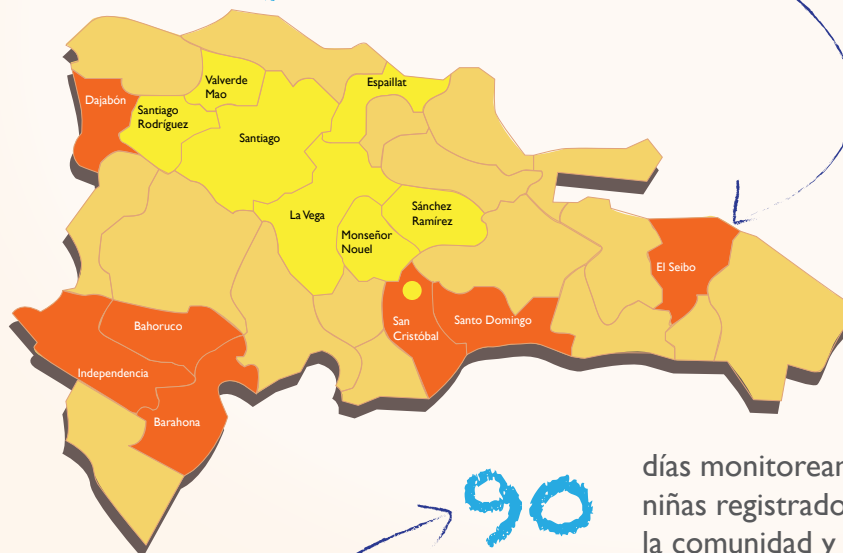 Valverde
Mao
Espaillat
Dajabón
Santiago
Rodríguez
Santiago
La Vega
Sánchez
Ramírez
Monseñor
Nouel
El Seibo
San
Cristóbal
Santo Domingo
Bahoruco
Independencia
Barahona
90
días monitorear
niñas registrado
la comunidad y